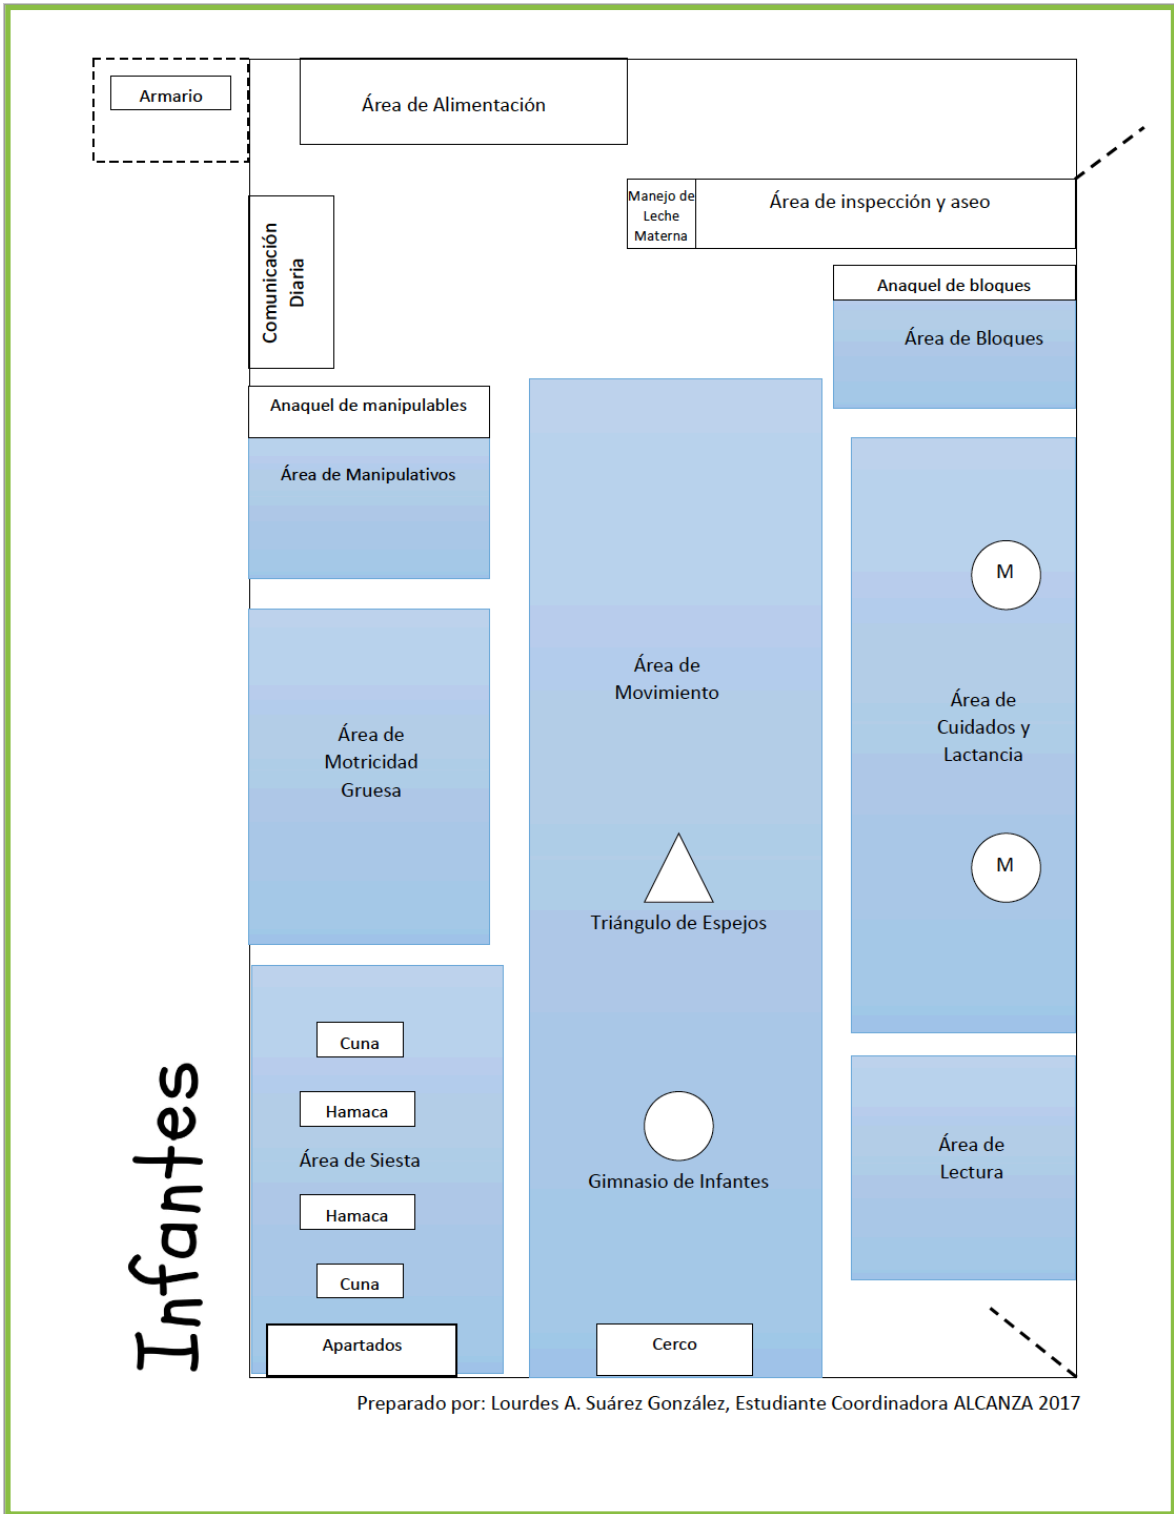 Armario
Área de Alimentación
Manejo de
Leche
Materna
Área de inspección y aseo
Comunicación
Diaria
Anaquel de bloques
Área de Bloques
Anaquel de manipulables
Área de Manipulativos
M
Área de
Movimiento
Área de
Cuidados y
Lactancia
Área de
Motricidad
Gruesa
M
Triángulo de Espejos
Cuna
Hamaca
Área de Siesta
Hamaca
Cuna
Apartados
Gimnasio de Infantes
Cerco
Área de
Lectura
Infantes
Preparado por: Lourdes A. Suárez González, Estudiante Coordinadora ALCANZA 2017